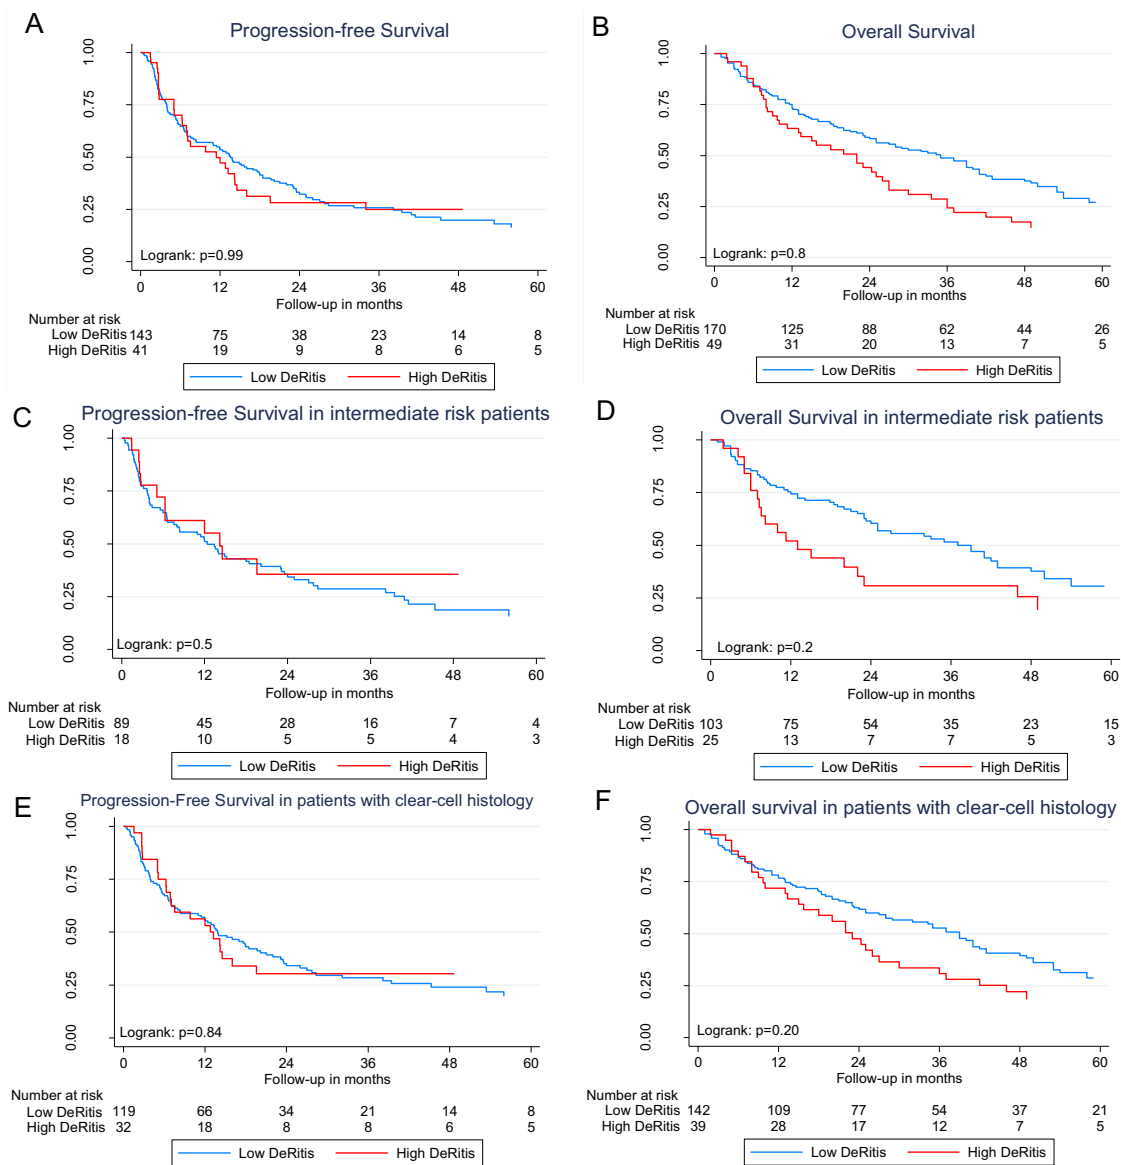 A
Progression-free Survival
1.00
0.75
0.50
0.25
0.00
Logrank: p=0.99
0 12 24 36 48 60
Follow-up in months
Number at risk
Low DeRitis 143 75 38 23 14 8
High DeRitis 41 19 9 8 6 5
Low DeRitis High DeRitis
B
Overall Survival
1.00
0.75
0.50
0.25
0.00
Logrank: p=0.8
0 12 24 36 48 60
Follow-up in months
Number at risk
Low DeRitis 170 125 88 62 44 26
High DeRitis 49 31 20 13 7 5
Low DeRitis High DeRitis
C
Progression-free Survival in intermediate risk patients
1.00
0.75
0.50
0.25
0.00
Logrank: p=0.5
0 12 24 36 48 60
Follow-up in months
Number at risk
Low DeRitis 89 45 28 16 7 4
High DeRitis 18 10 5 5 4 3
Low DeRitis High DeRitis
D
Overall Survival in intermediate risk patients
1.00
0.75
0.50
0.25
0.00
Logrank: p=0.2
0 12 24 36 48 60
Follow-up in months
Number at risk
Low DeRitis 103 75 54 35 23 15
High DeRitis 25 13 7 7 5 3
Low DeRitis High DeRitis
E
Progression-Free Survival in patients with clear-cell histology
1.00
0.75
0.50
0.25
0.00
Logrank: p=0.84
0 12 24 36 48 60
Follow-up in months
Number at risk
Low DeRitis 119 66 34 21 14 8
High DeRitis 32 18 8 8 6 5
Low DeRitis High DeRitis
F
Overall survival in patients with clear-cell histology
1.00
0.75
0.50
0.25
0.00
Logrank: p=0.20
0 12 24 36 48 60
Follow-up in months
Number at risk
Low DeRitis 142 109 77 54 37 21
High DeRitis 39 28 17 12 7 5
Low DeRitis High DeRitis